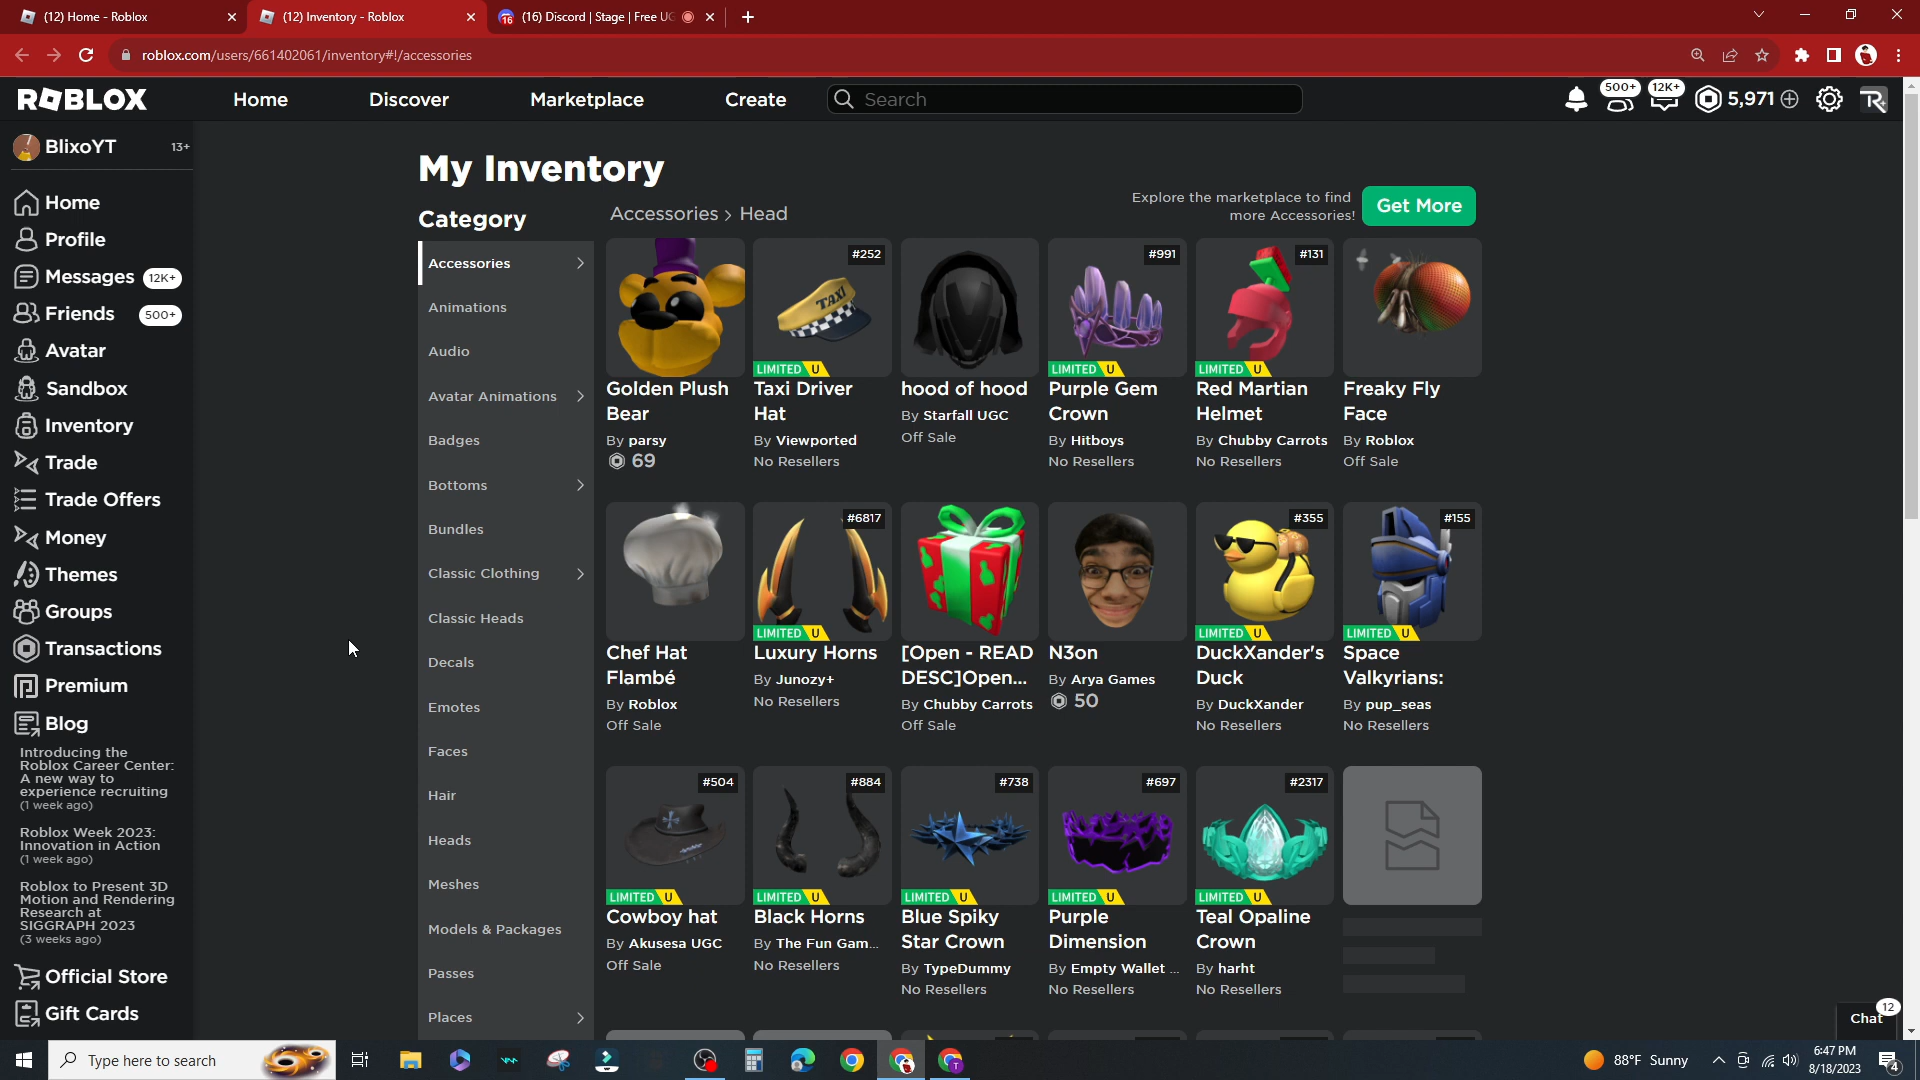 (12) Home - Roblox
(12) Inventory - Roblox
(16) Discord | Stage | Free UG
roblox.com/users/661402061/inventory#!/accessories
ROBLOX
Home
Discover
Marketplace
Create
Search
500+
12K+
5,971
BlixoYT
13+
Home
Profile
Messages
12K+
Friends
500+
Avatar
Sandbox
Inventory
Trade
Trade Offers
Money
Themes
Groups
Transactions
Premium
Blog
Introducing the
Roblox Career Center:
A new way to
experience recruiting
(1 week ago)
Roblox Week 2023:
Innovation in Action
(1 week ago)
Roblox to Present 3D
Motion and Rendering
Research at
SIGGRAPH 2023
(3 weeks ago)
Official Store
Gift Cards
My Inventory
Category
Accessories
Animations
Audio
Avatar Animations
Badges
Bottoms
Bundles
Classic Clothing
Classic Heads
Decals
Emotes
Faces
Hair
Heads
Meshes
Models & Packages
Passes
Places
Accessories > Head
Explore the marketplace to find
more Accessories!
Get More
Golden Plush
Bear
By parsy
69
#252
TAXI
LIMITED U
Taxi Driver
Hat
By Viewported
No Resellers
hood of hood
By Starfall UGC
Off Sale
#991
LIMITED U
Purple Gem
Crown
By Hitboys
No Resellers
#131
LIMITED U
Red Martian
Helmet
By Chubby Carrots
No Resellers
Freaky Fly
Face
By Roblox
Off Sale
Chef Hat
Flambé
By Roblox
Off Sale
#6817
LIMITED U
Luxury Horns
By Junozy+
No Resellers
[Open - READ
DESC]Open...
By Chubby Carrots
Off Sale
N3on
By Arya Games
50
#355
LIMITED U
DuckXander's
Duck
By DuckXander
No Resellers
#155
LIMITED U
Space
Valkyrians:
By pup_seas
No Resellers
#504
LIMITED U
Cowboy hat
By Akusesa UGC
Off Sale
#884
LIMITED U
Black Horns
By The Fun Gam...
No Resellers
#738
LIMITED U
Blue Spiky
Star Crown
By TypeDummy
No Resellers
#697
LIMITED U
Purple
Dimension
By Empty Wallet ...
No Resellers
#2317
LIMITED U
Teal Opaline
Crown
By harht
No Resellers
Chat
12
Type here to search
88°F Sunny
6:47 PM
8/18/2023
4